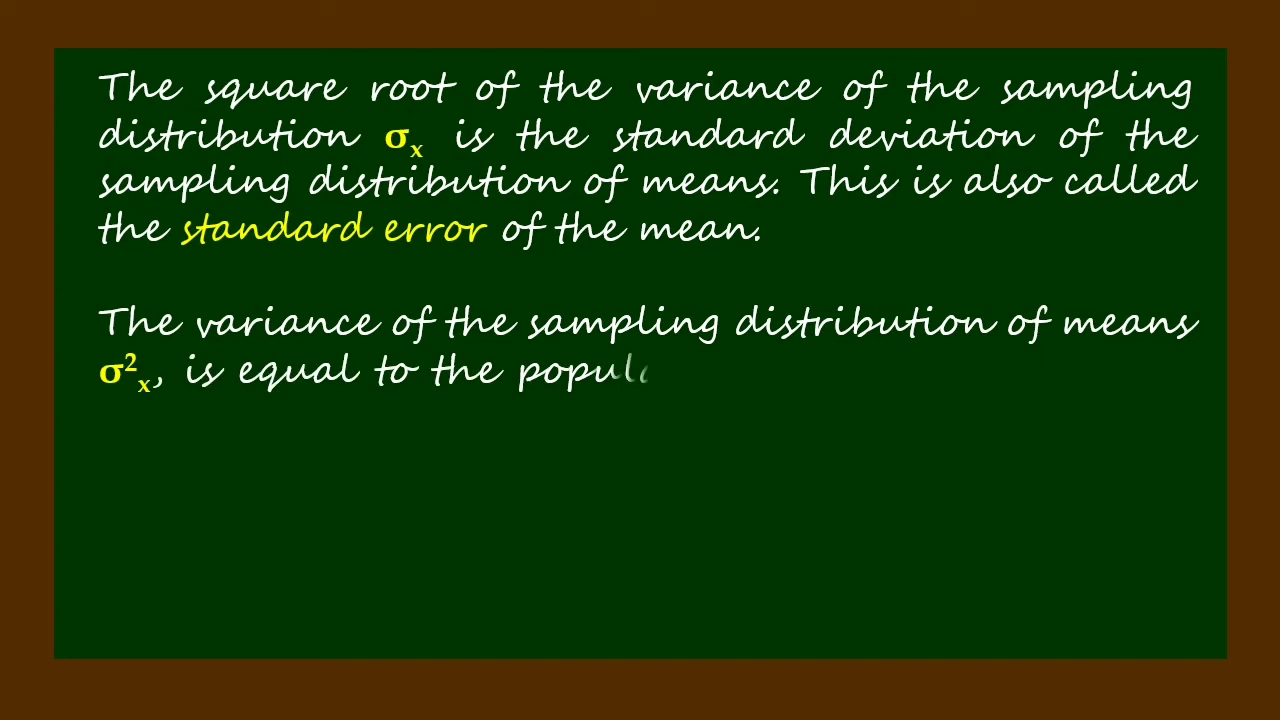 The square root of the variance of the sampling
distribution σₓ is the standard deviation of the
sampling distribution of means. This is also called
the standard error of the mean.
The variance of the sampling distribution of means
σ²ₓ, is equal to the